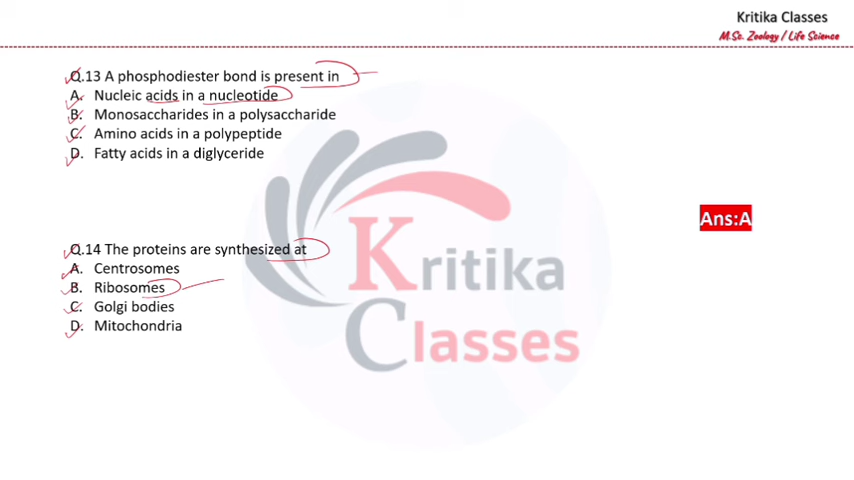 Kritika Classes
M.Sc. Zoology / Life Science
Q.13 A phosphodiester bond is present in
A. Nucleic acids in a nucleotide
B. Monosaccharides in a polysaccharide
C. Amino acids in a polypeptide
D. Fatty acids in a diglyceride
Ans:A
Q.14 The proteins are synthesized at
A. Centrosomes
B. Ribosomes
C. Golgi bodies
D. Mitochondria
Kritika
Classes